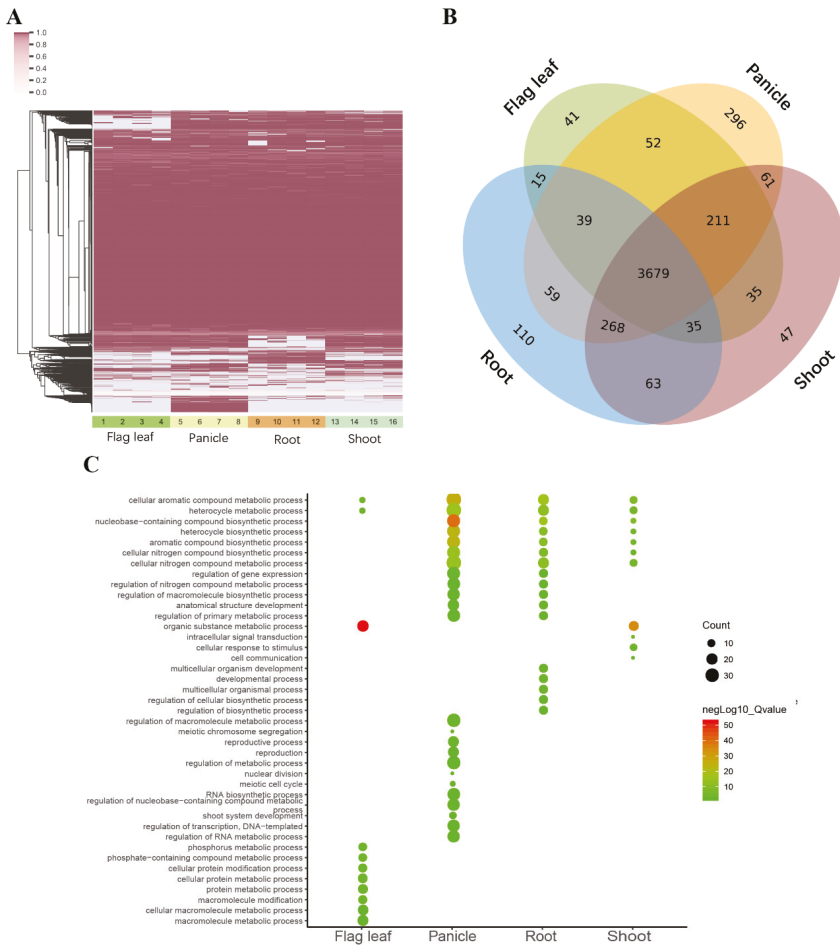 A
1.0
0.8
0.6
0.4
0.2
0.0
1 2 3 4 5 6 7 8 9 10 11 12 13 14 15 16
Flag leaf Panicle Root Shoot
B
Flag leaf
Panicle
Root
Shoot
41
52
296
15
61
39
211
3679
59
35
110
268
35
47
63
C
cellular aromatic compound metabolic process
heterocycle metabolic process
nucleobase-containing compound biosynthetic process
heterocycle biosynthetic process
aromatic compound biosynthetic process
cellular nitrogen compound biosynthetic process
cellular nitrogen compound metabolic process
regulation of gene expression
regulation of nitrogen compound metabolic process
regulation of macromolecule biosynthetic process
anatomical structure development
regulation of primary metabolic process
organic substance metabolic process
intracellular signal transduction
cellular response to stimulus
cell communication
multicellular organism development
developmental process
multicellular organismal process
regulation of cellular biosynthetic process
regulation of biosynthetic process
regulation of macromolecule metabolic process
meiotic chromosome segregation
reproductive process
reproduction
regulation of metabolic process
nuclear division
meiotic cell cycle
RNA biosynthetic process
regulation of nucleobase-containing compound metabolic
process
shoot system development
regulation of transcription, DNA-templated
regulation of RNA metabolic process
phosphorus metabolic process
phosphate-containing compound metabolic process
cellular protein modification process
cellular protein metabolic process
protein metabolic process
macromolecule modification
cellular macromolecule metabolic process
macromolecule metabolic process
Flag leaf Panicle Root Shoot
Count
10
20
30
negLog10_Qvalue
50
40
30
20
10